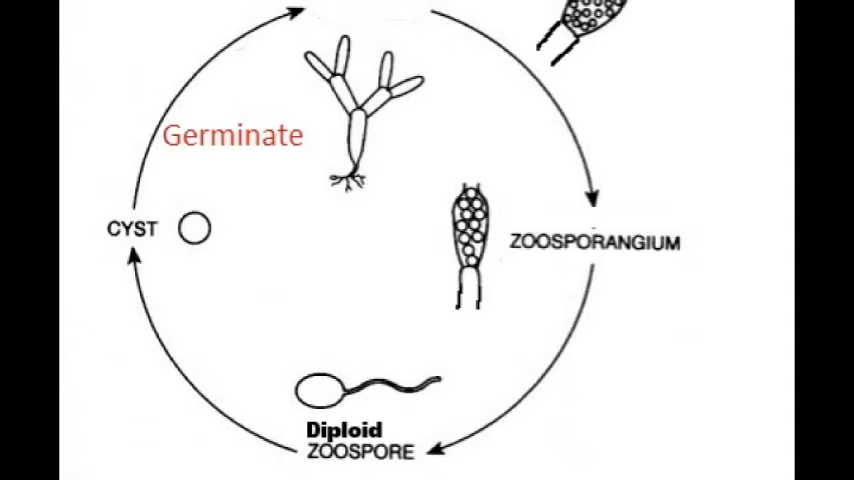 Germinate
CYST
ZOOSPORANGIUM
Diploid
ZOOSPORE